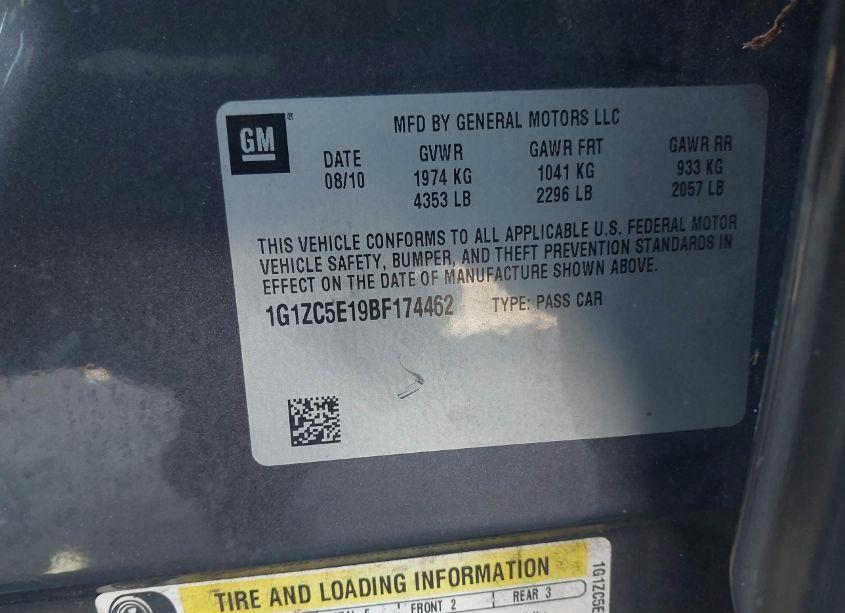 GM
MFD BY GENERAL MOTORS LLC
DATE GVWR GAWR FRT GAWR RR
08/10 1974 KG 1041 KG 933 KG
4353 LB 2296 LB 2057 LB
THIS VEHICLE CONFORMS TO ALL APPLICABLE U.S. FEDERAL MOTOR
VEHICLE SAFETY, BUMPER, AND THEFT PREVENTION STANDARDS IN
EFFECT ON THE DATE OF MANUFACTURE SHOWN ABOVE.
1G1ZC5E19BF174462 TYPE: PASS CAR
TIRE AND LOADING INFORMATION
FRONT 2 REAR 3
1G1ZC5E